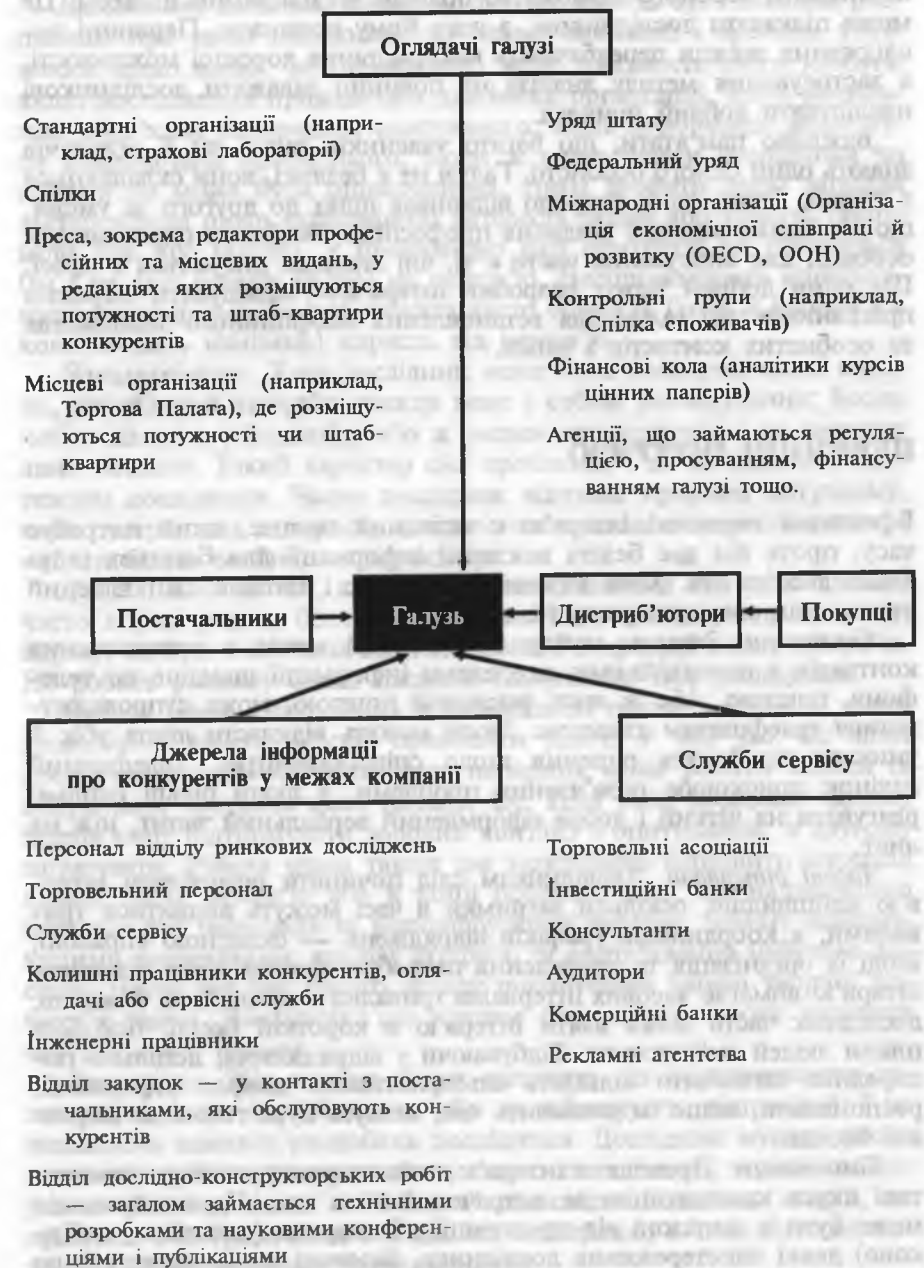 Оглядачі галузі
Стандартні організації (напри-
клад, страхові лабораторії)
Спілки
Преса, зокрема редактори профе-
сійних та місцевих видань, у
редакціях яких розміщуються
потужності та штаб-квартири
конкурентів
Місцеві організації (наприклад,
Торгова Палата), де розміщу-
ються потужності чи штаб-
квартири
Уряд штату
Федеральний уряд
Міжнародні організації (Організа-
ція економічної співпраці й
розвитку (OECD, ООН)
Контрольні групи (наприклад,
Спілка споживачів)
Фінансові кола (аналітики курсів
цінних паперів)
Агенції, що займаються регуля-
цією, просуванням, фінансу-
ванням галузі тощо.
Постачальники
Галузь
Дистриб’ютори
Покупці
Джерела інформації
про конкурентів у межах компанії
Служби сервісу
Персонал відділу ринкових досліджень
Торговельний персонал
Служби сервісу
Колишні працівники конкурентів, огля-
дачі або сервісні служби
Інженерні працівники
Відділ закупок — у контакті з поста-
чальниками, які обслуговують кон-
курентів
Відділ дослідно-конструкторських робіт
— загалом займається технічними
розробками та науковими конферен-
ціями і публікаціями
Торговельні асоціації
Інвестиційні банки
Консультанти
Аудитори
Комерційні банки
Рекламні агентства